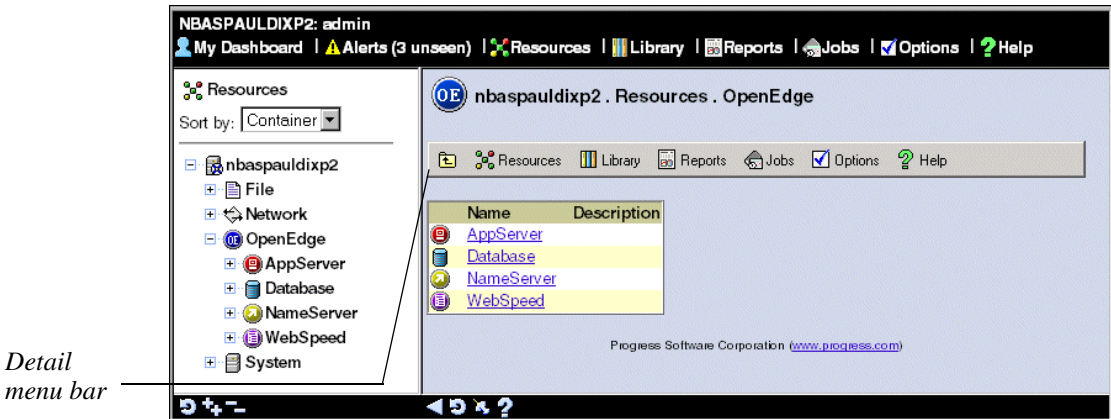 NBASPAULDIXP2: admin
My Dashboard | Alerts (3 unseen) | Resources | Library | Reports | Jobs | Options | ? Help
Resources
Sort by: Container
nbaspauldixp2
File
Network
OE OpenEdge
AppServer
Database
NameServer
WebSpeed
System
OE nbaspauldixp2 . Resources . OpenEdge
Resources Library Reports Jobs Options ? Help
Name Description
AppServer
Database
NameServer
WebSpeed
Progress Software Corporation (www.progress.com)
Detail
menu bar